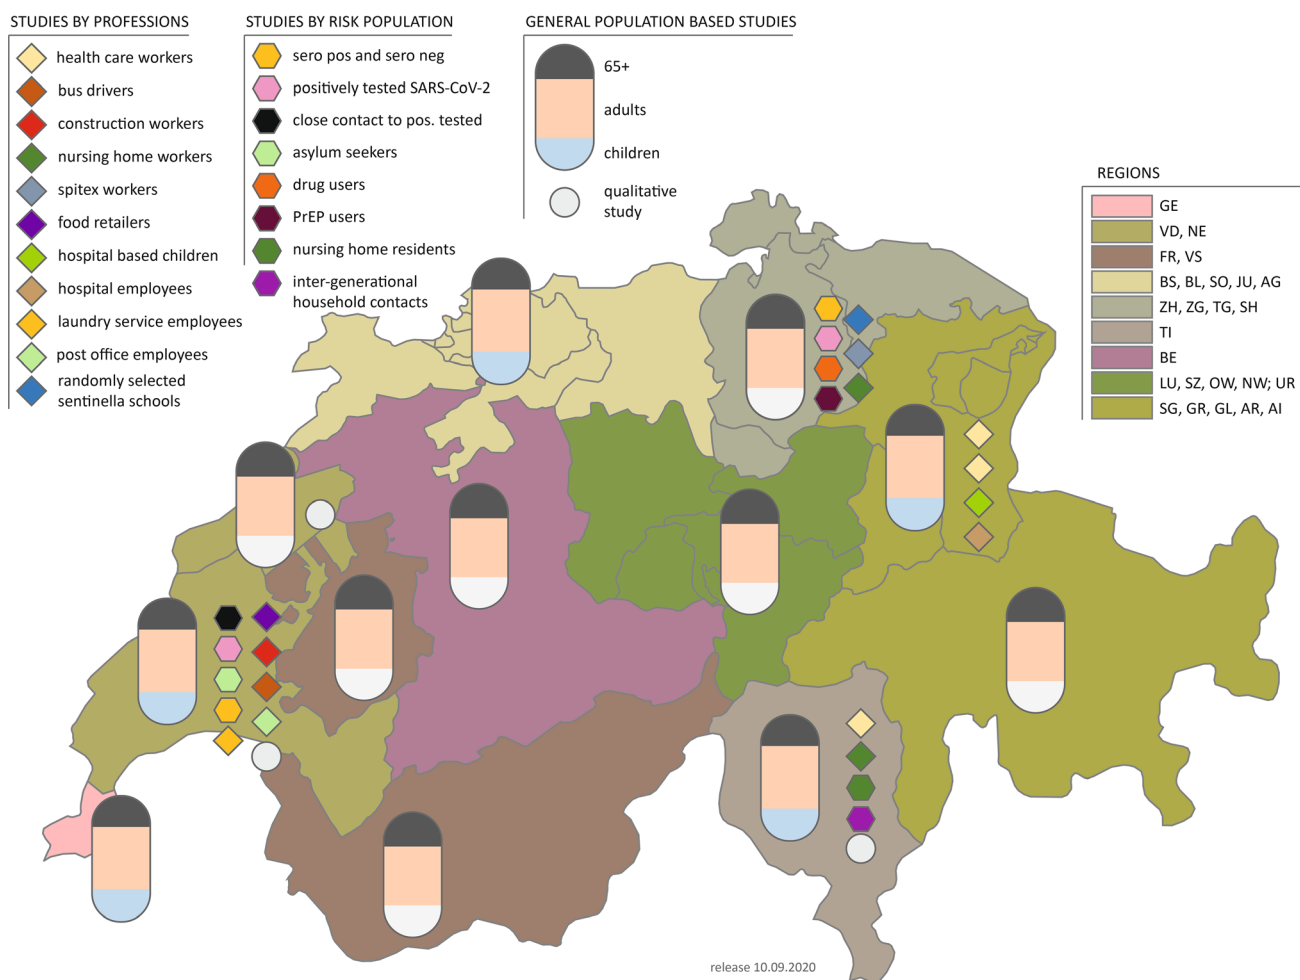 STUDIES BY PROFESSIONS
health care workers
bus drivers
construction workers
nursing home workers
spitex workers
food retailers
hospital based children
hospital employees
laundry service employees
post office employees
randomly selected
sentinella schools
STUDIES BY RISK POPULATION
sero pos and sero neg
positively tested SARS-CoV-2
close contact to pos. tested
asylum seekers
drug users
PrEP users
nursing home residents
inter-generational
household contacts
GENERAL POPULATION BASED STUDIES
65+
adults
children
qualitative
study
REGIONS
GE
VD, NE
FR, VS
BS, BL, SO, JU, AG
ZH, ZG, TG, SH
TI
BE
LU, SZ, OW, NW; UR
SG, GR, GL, AR, AI
release 10.09.2020